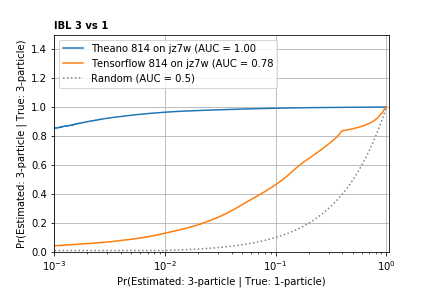 IBL 3 vs 1
Pr(Estimated: 3-particle | True: 3-particle)
1.4
1.2
1.0
0.8
0.6
0.4
0.2
0.0
Theano 814 on jz7w (AUC = 1.00
Tensorflow 814 on jz7w (AUC = 0.78
Random (AUC = 0.5)
10⁻³ 10⁻² 10⁻¹ 10⁰
Pr(Estimated: 3-particle | True: 1-particle)